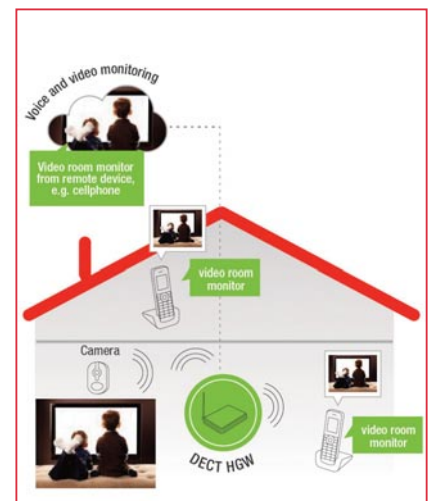 Voice and video monitoring
Video room monitor
from remote device,
e.g. cellphone
video room
monitor
Camera
video room
monitor
DECT HGW